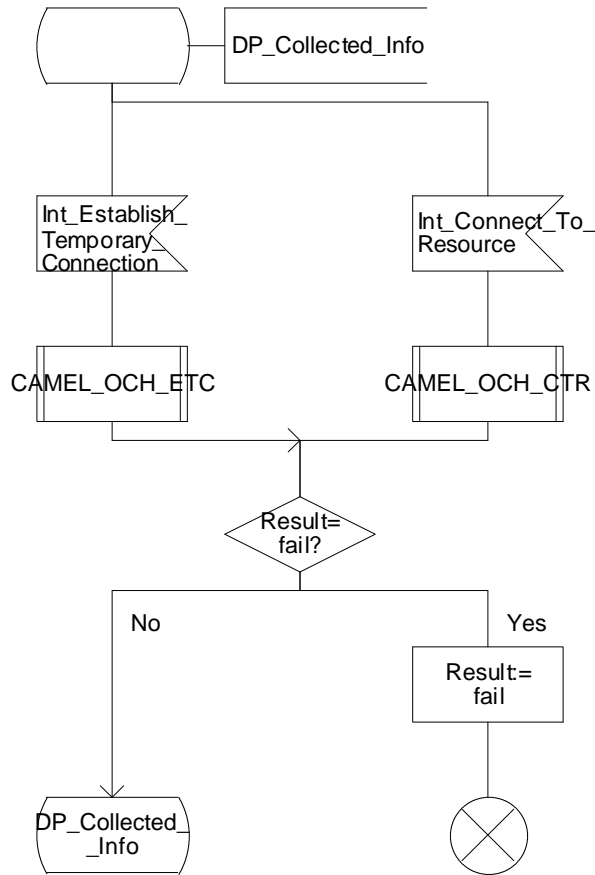 DP_Collected_Info
Int_Establish_
Temporary_
Connection
Int_Connect_To_
Resource
CAMEL_OCH_ETC
CAMEL_OCH_CTR
Result=
fail?
No
Yes
Result:=
fail
DP_Collected_
_Info